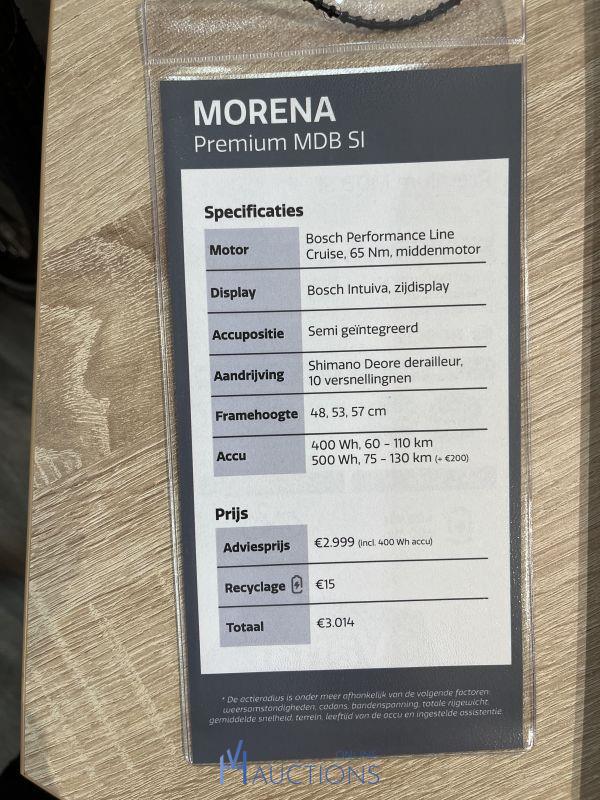 MORENA
Premium MDB SI
Specificaties
Motor Bosch Performance Line
Cruise, 65 Nm, middenmotor
Display Bosch Intuiva, zijdisplay
Accupositie Semi geïntegreerd
Aandrijving Shimano Deore derailleur,
10 versnellingnen
Framehoogte 48, 53, 57 cm
Accu 400 Wh, 60 - 110 km
500 Wh, 75 - 130 km (+ €200)
Prijs
Adviesprijs €2.999 (incl. 400 Wh accu)
Recyclage €15
Totaal €3.014
* De actieradius is onder meer afhankelijk van de volgende factoren:
weersomstandigheden, cadans, bandenspanning, totale rijgewicht,
gemiddelde snelheid, terrein, leeftijd van de accu en ingestelde assistentie.
ONLINE
AUCTIONS